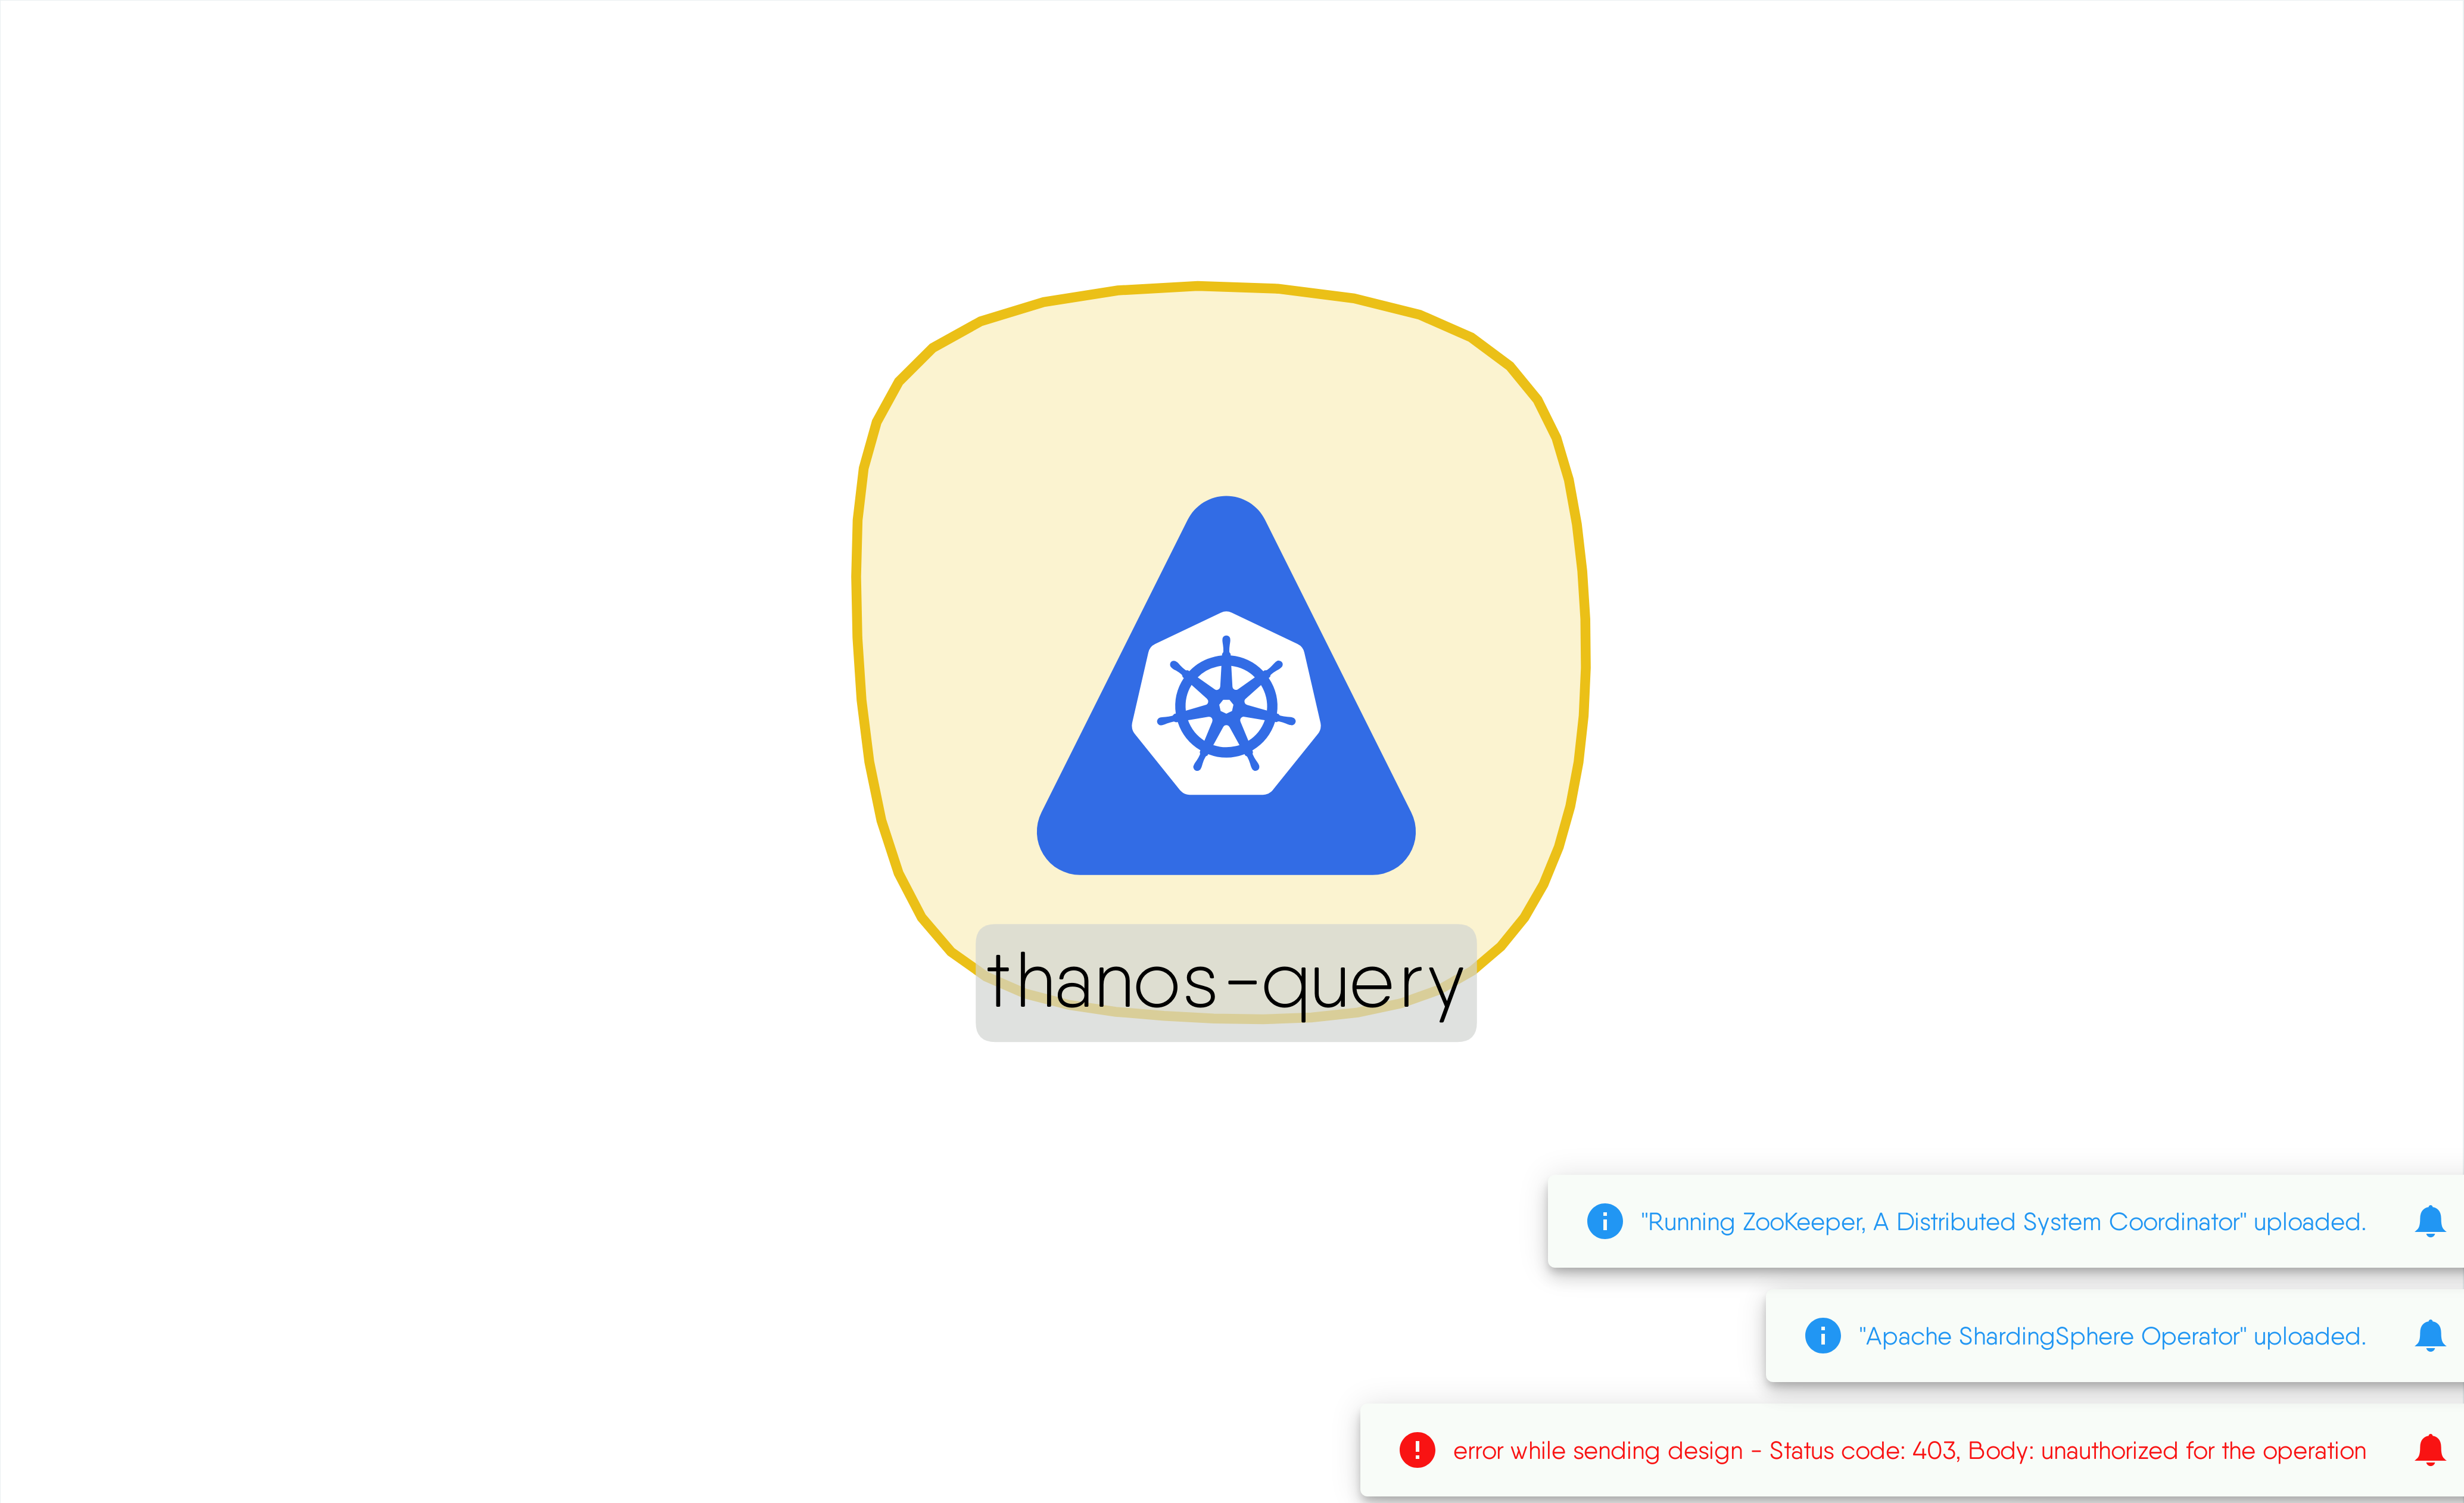 thanos-query
"Running ZooKeeper, A Distributed System Coordinator" uploaded.
"Apache ShardingSphere Operator" uploaded.
error while sending design - Status code: 403, Body: unauthorized for the operation